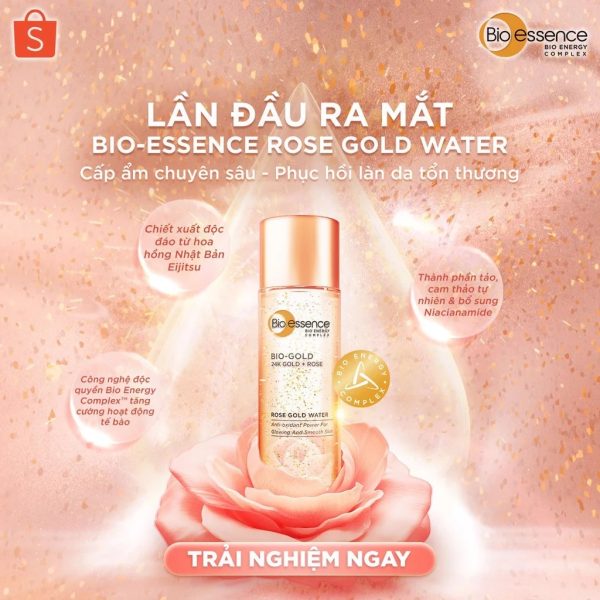 S
Bio essence
BIO ENERGY
COMPLEX
LẦN ĐẦU RA MẮT
BIO-ESSENCE ROSE GOLD WATER
Cấp ẩm chuyên sâu - Phục hồi làn da tổn thương
Chiết xuất độc
đáo từ hoa
hồng Nhật Bản
Eijitsu
Thành phần tảo,
cam thảo tự
nhiên & bổ sung
Niacianamide
Công nghệ độc
quyền Bio Energy
Complex™ tăng
cường hoạt động
tế bào
Bio essence
BIO ENERGY
COMPLEX
BIO-GOLD
24K GOLD + ROSE
ROSE GOLD WATER
Anti-oxidant Power For
Glowing And Smooth Skin
BIO ENERGY
COMPLEX
TRẢI NGHIỆM NGAY